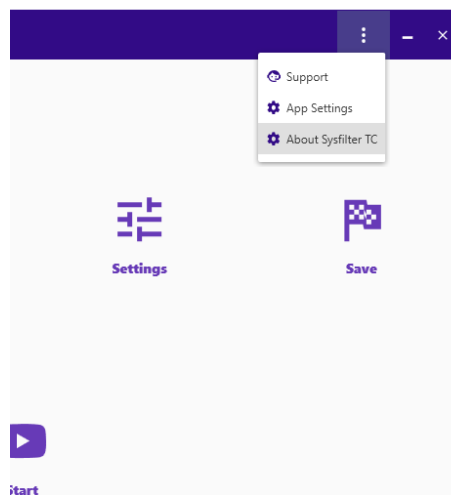 Support
App Settings
About Sysfilter TC
Settings
Save
Start